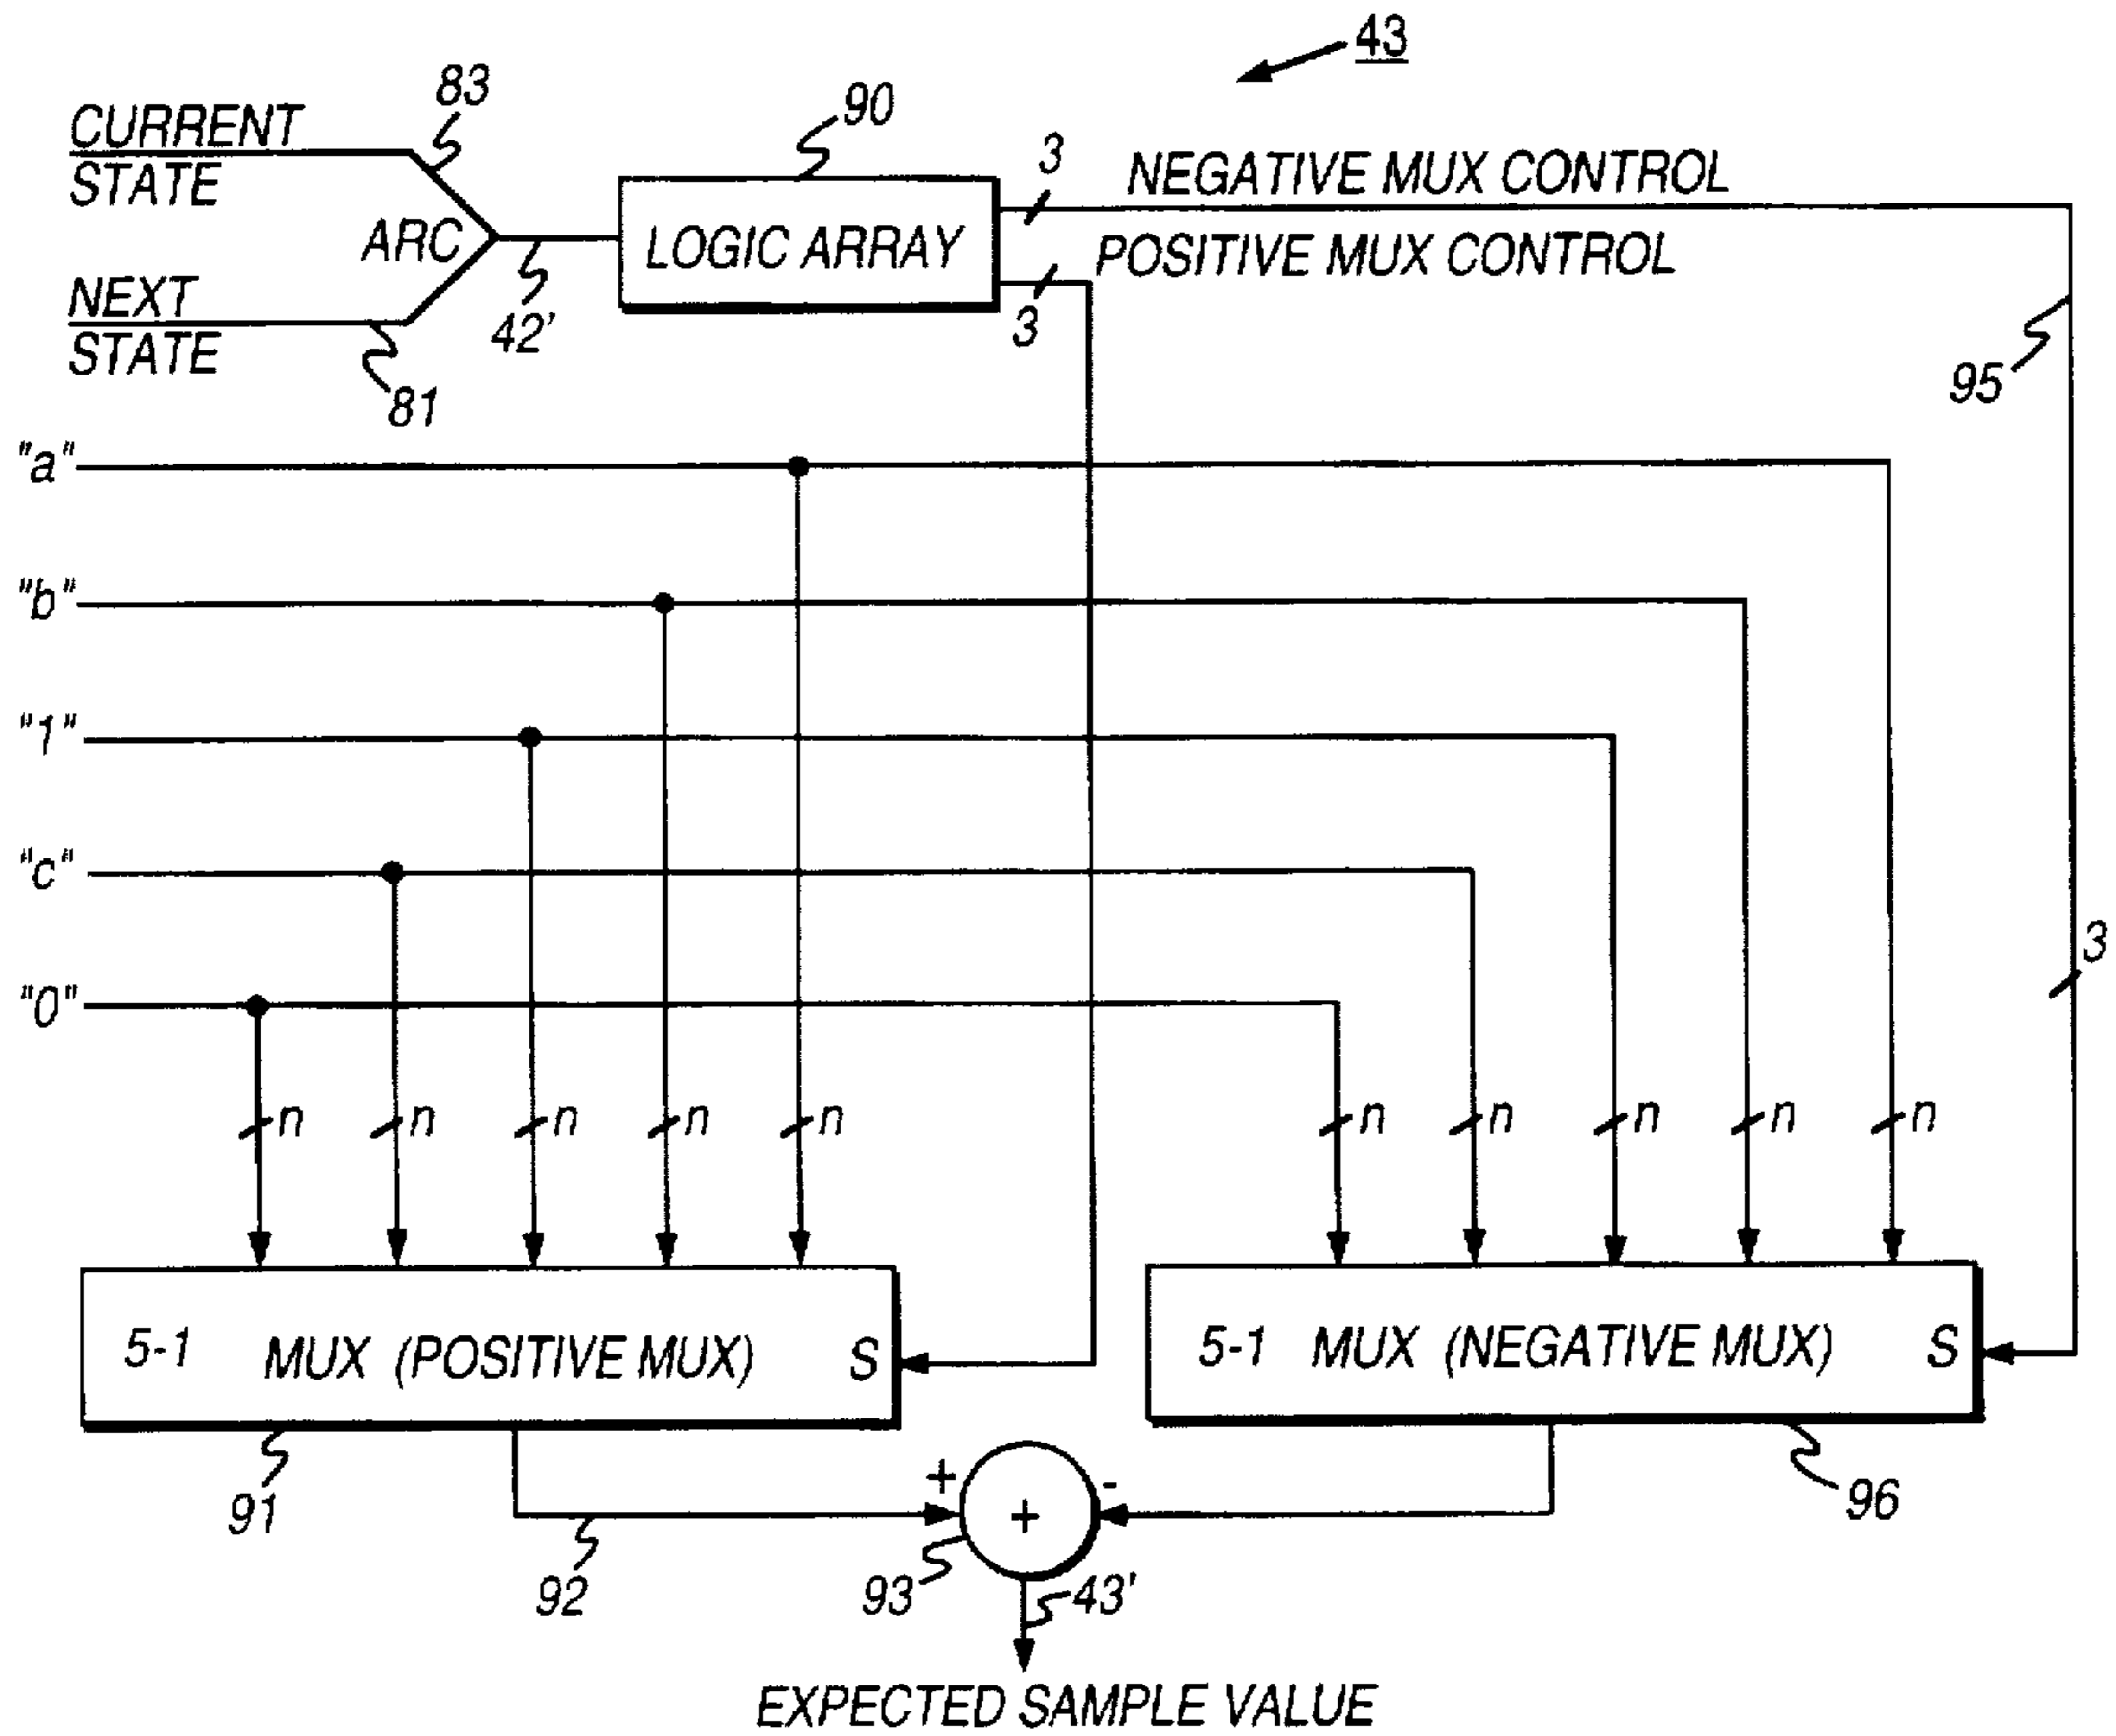 43
83
90
CURRENT
STATE
3
NEGATIVE MUX CONTROL
ARC
LOGIC ARRAY
POSITIVE MUX CONTROL
NEXT
STATE
42'
3
81
95
"a"
"b"
"1"
"c"
3
"0"
n n n n n n n n n n
5-1 MUX (POSITIVE MUX) S
5-1 MUX (NEGATIVE MUX) S
+ -
+
91
92
93
43'
96
EXPECTED SAMPLE VALUE